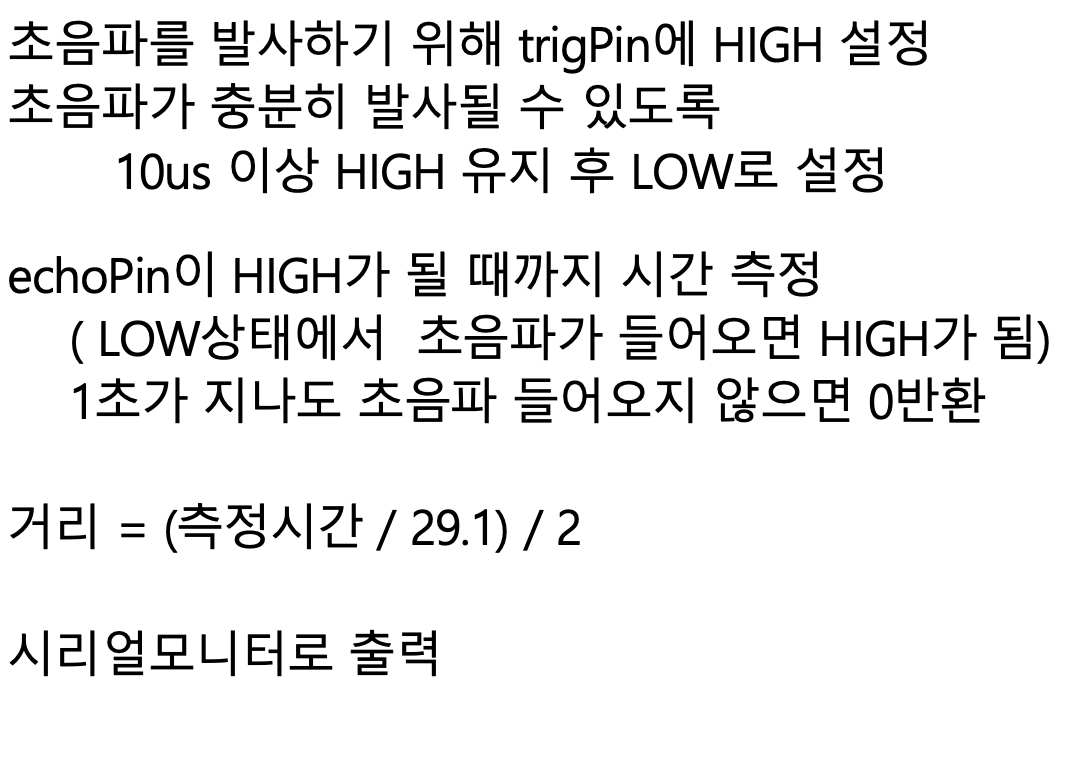 초음파를 발사하기 위해 trigPin에 HIGH 설정
초음파가 충분히 발사될 수 있도록
10us 이상 HIGH 유지 후 LOW로 설정
echoPin이 HIGH가 될 때까지 시간 측정
( LOW상태에서 초음파가 들어오면 HIGH가 됨)
1초가 지나도 초음파 들어오지 않으면 0반환
거리 = (측정시간 / 29.1) / 2
시리얼모니터로 출력